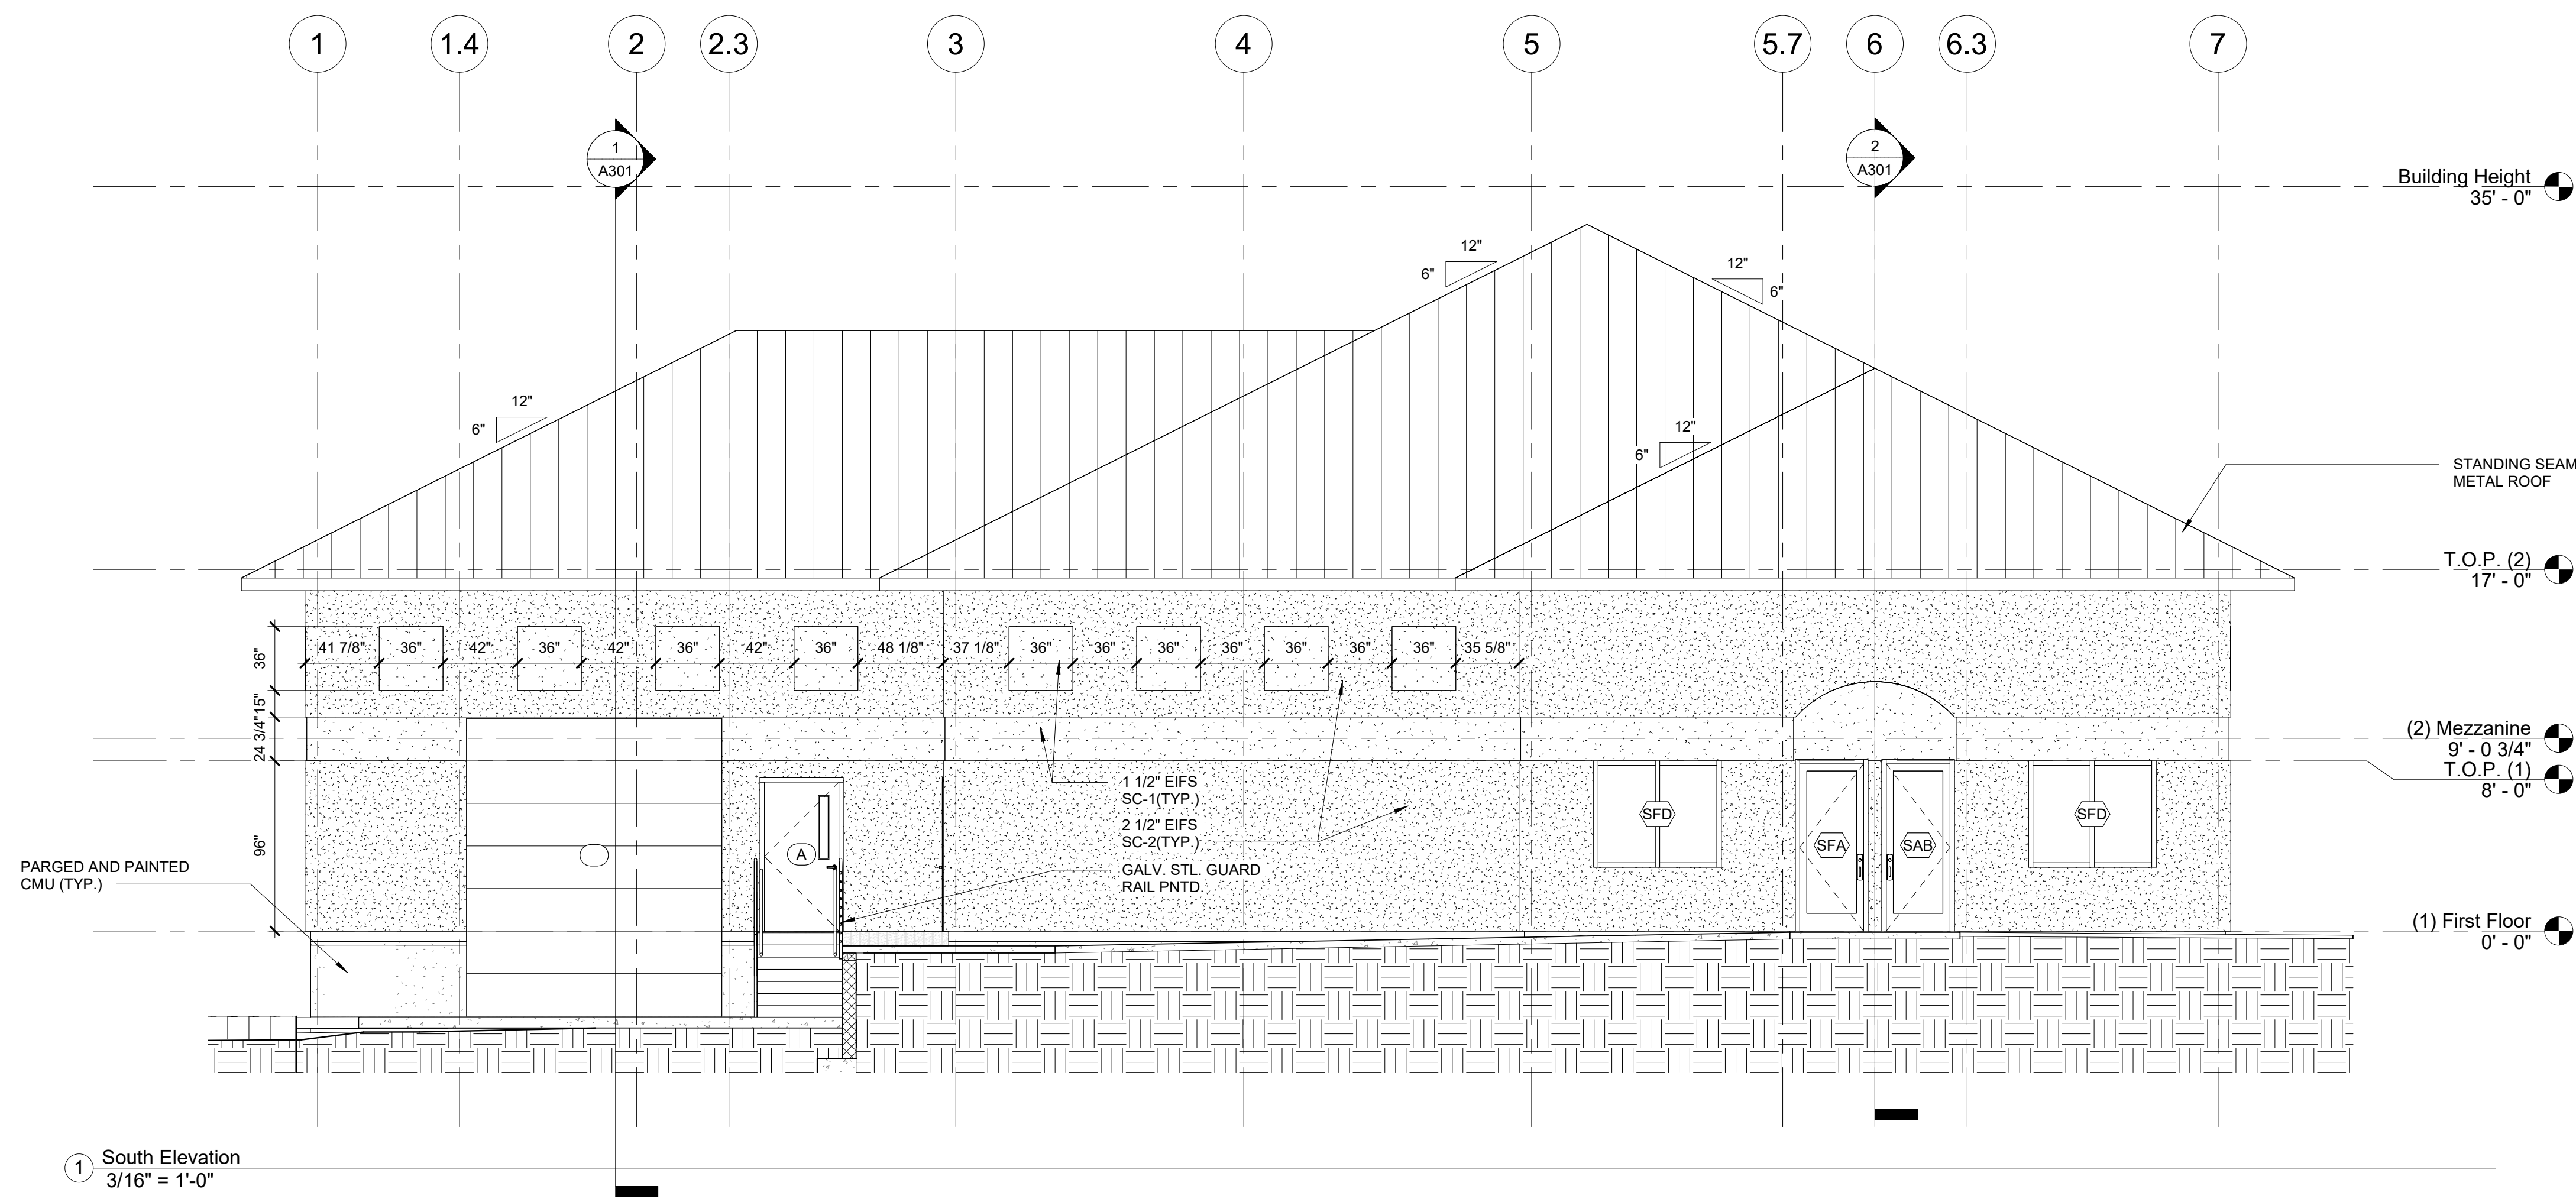 1
1.4
2
2.3
3
4
5
5.7
6
6.3
7
1
A301
2
A301
Building Height
35' - 0"
12"
6"
12"
6"
12"
6"
12"
6"
STANDING SEAM
METAL ROOF
T.O.P. (2)
17' - 0"
36"
15"
24 3/4"
96"
41 7/8"
36"
42"
36"
42"
36"
42"
36"
48 1/8"
37 1/8"
36"
36"
36"
36"
36"
36"
36"
35 5/8"
(2) Mezzanine
9' - 0 3/4"
T.O.P. (1)
8' - 0"
1 1/2" EIFS
SC-1(TYP.)
2 1/2" EIFS
SC-2(TYP.)
GALV. STL. GUARD
RAIL PNTD.
SFD
SFA
SAB
SFD
A
PARGED AND PAINTED
CMU (TYP.)
(1) First Floor
0' - 0"
1
South Elevation
3/16" = 1'-0"